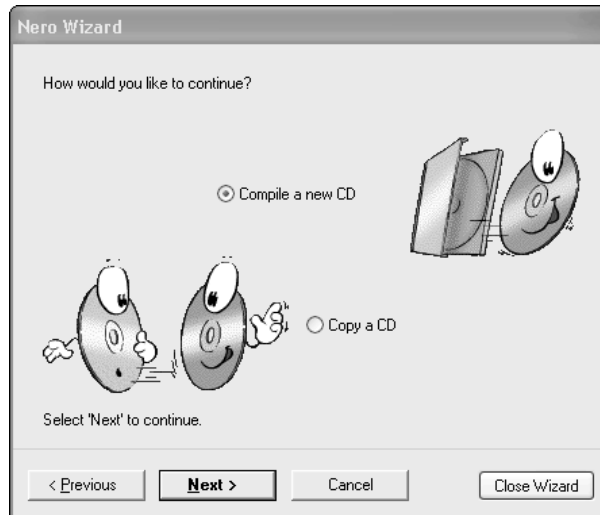 Nero Wizard
How would you like to continue?
Compile a new CD
Copy a CD
Select 'Next' to continue.
< Previous
Next >
Cancel
Close Wizard